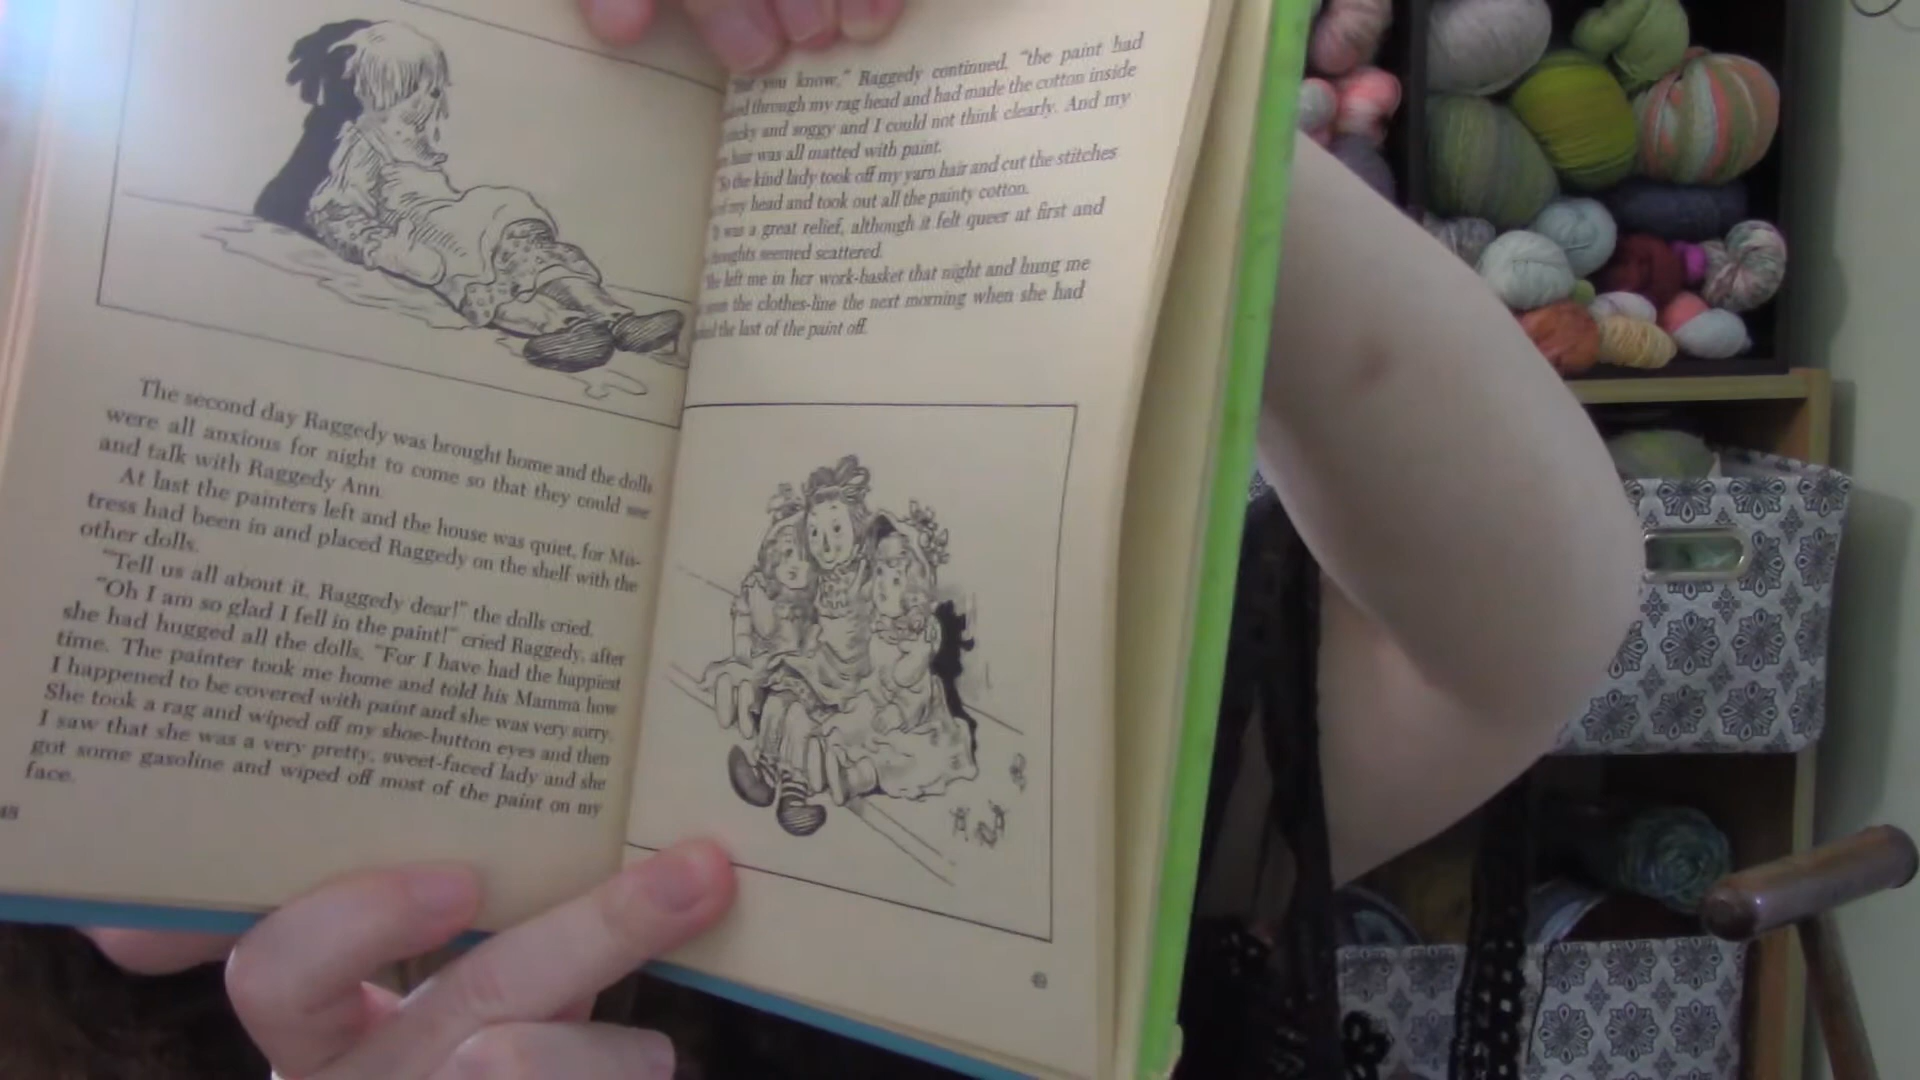 The second day Raggedy was brought home and the dolls
were all anxious for night to come so that they could see
and talk with Raggedy Ann.
At last the painters left and the house was quiet, for Mis-
tress had been in and placed Raggedy on the shelf with the
other dolls.
"Tell us all about it, Raggedy dear!" the dolls cried.
"Oh I am so glad I fell in the paint!" cried Raggedy, after
she had hugged all the dolls, "For I have had the happiest
time. The painter took me home and told his Mamma how
I happened to be covered with paint and she was very sorry.
She took a rag and wiped off my shoe-button eyes and then
I saw that she was a very pretty, sweet-faced lady and she
got some gasoline and wiped off most of the paint on my
face.
48
you know," Raggedy continued, "the paint had
through my rag head and had made the cotton inside
and soggy and I could not think clearly. And my
hair was all matted with paint.
"So the kind lady took off my yarn hair and cut the stitches
my head and took out all the painty cotton.
was a great relief, although it felt queer at first and
thoughts seemed scattered.
left me in her work-basket that night and hung me
the clothes-line the next morning when she had
the last of the paint off.
49